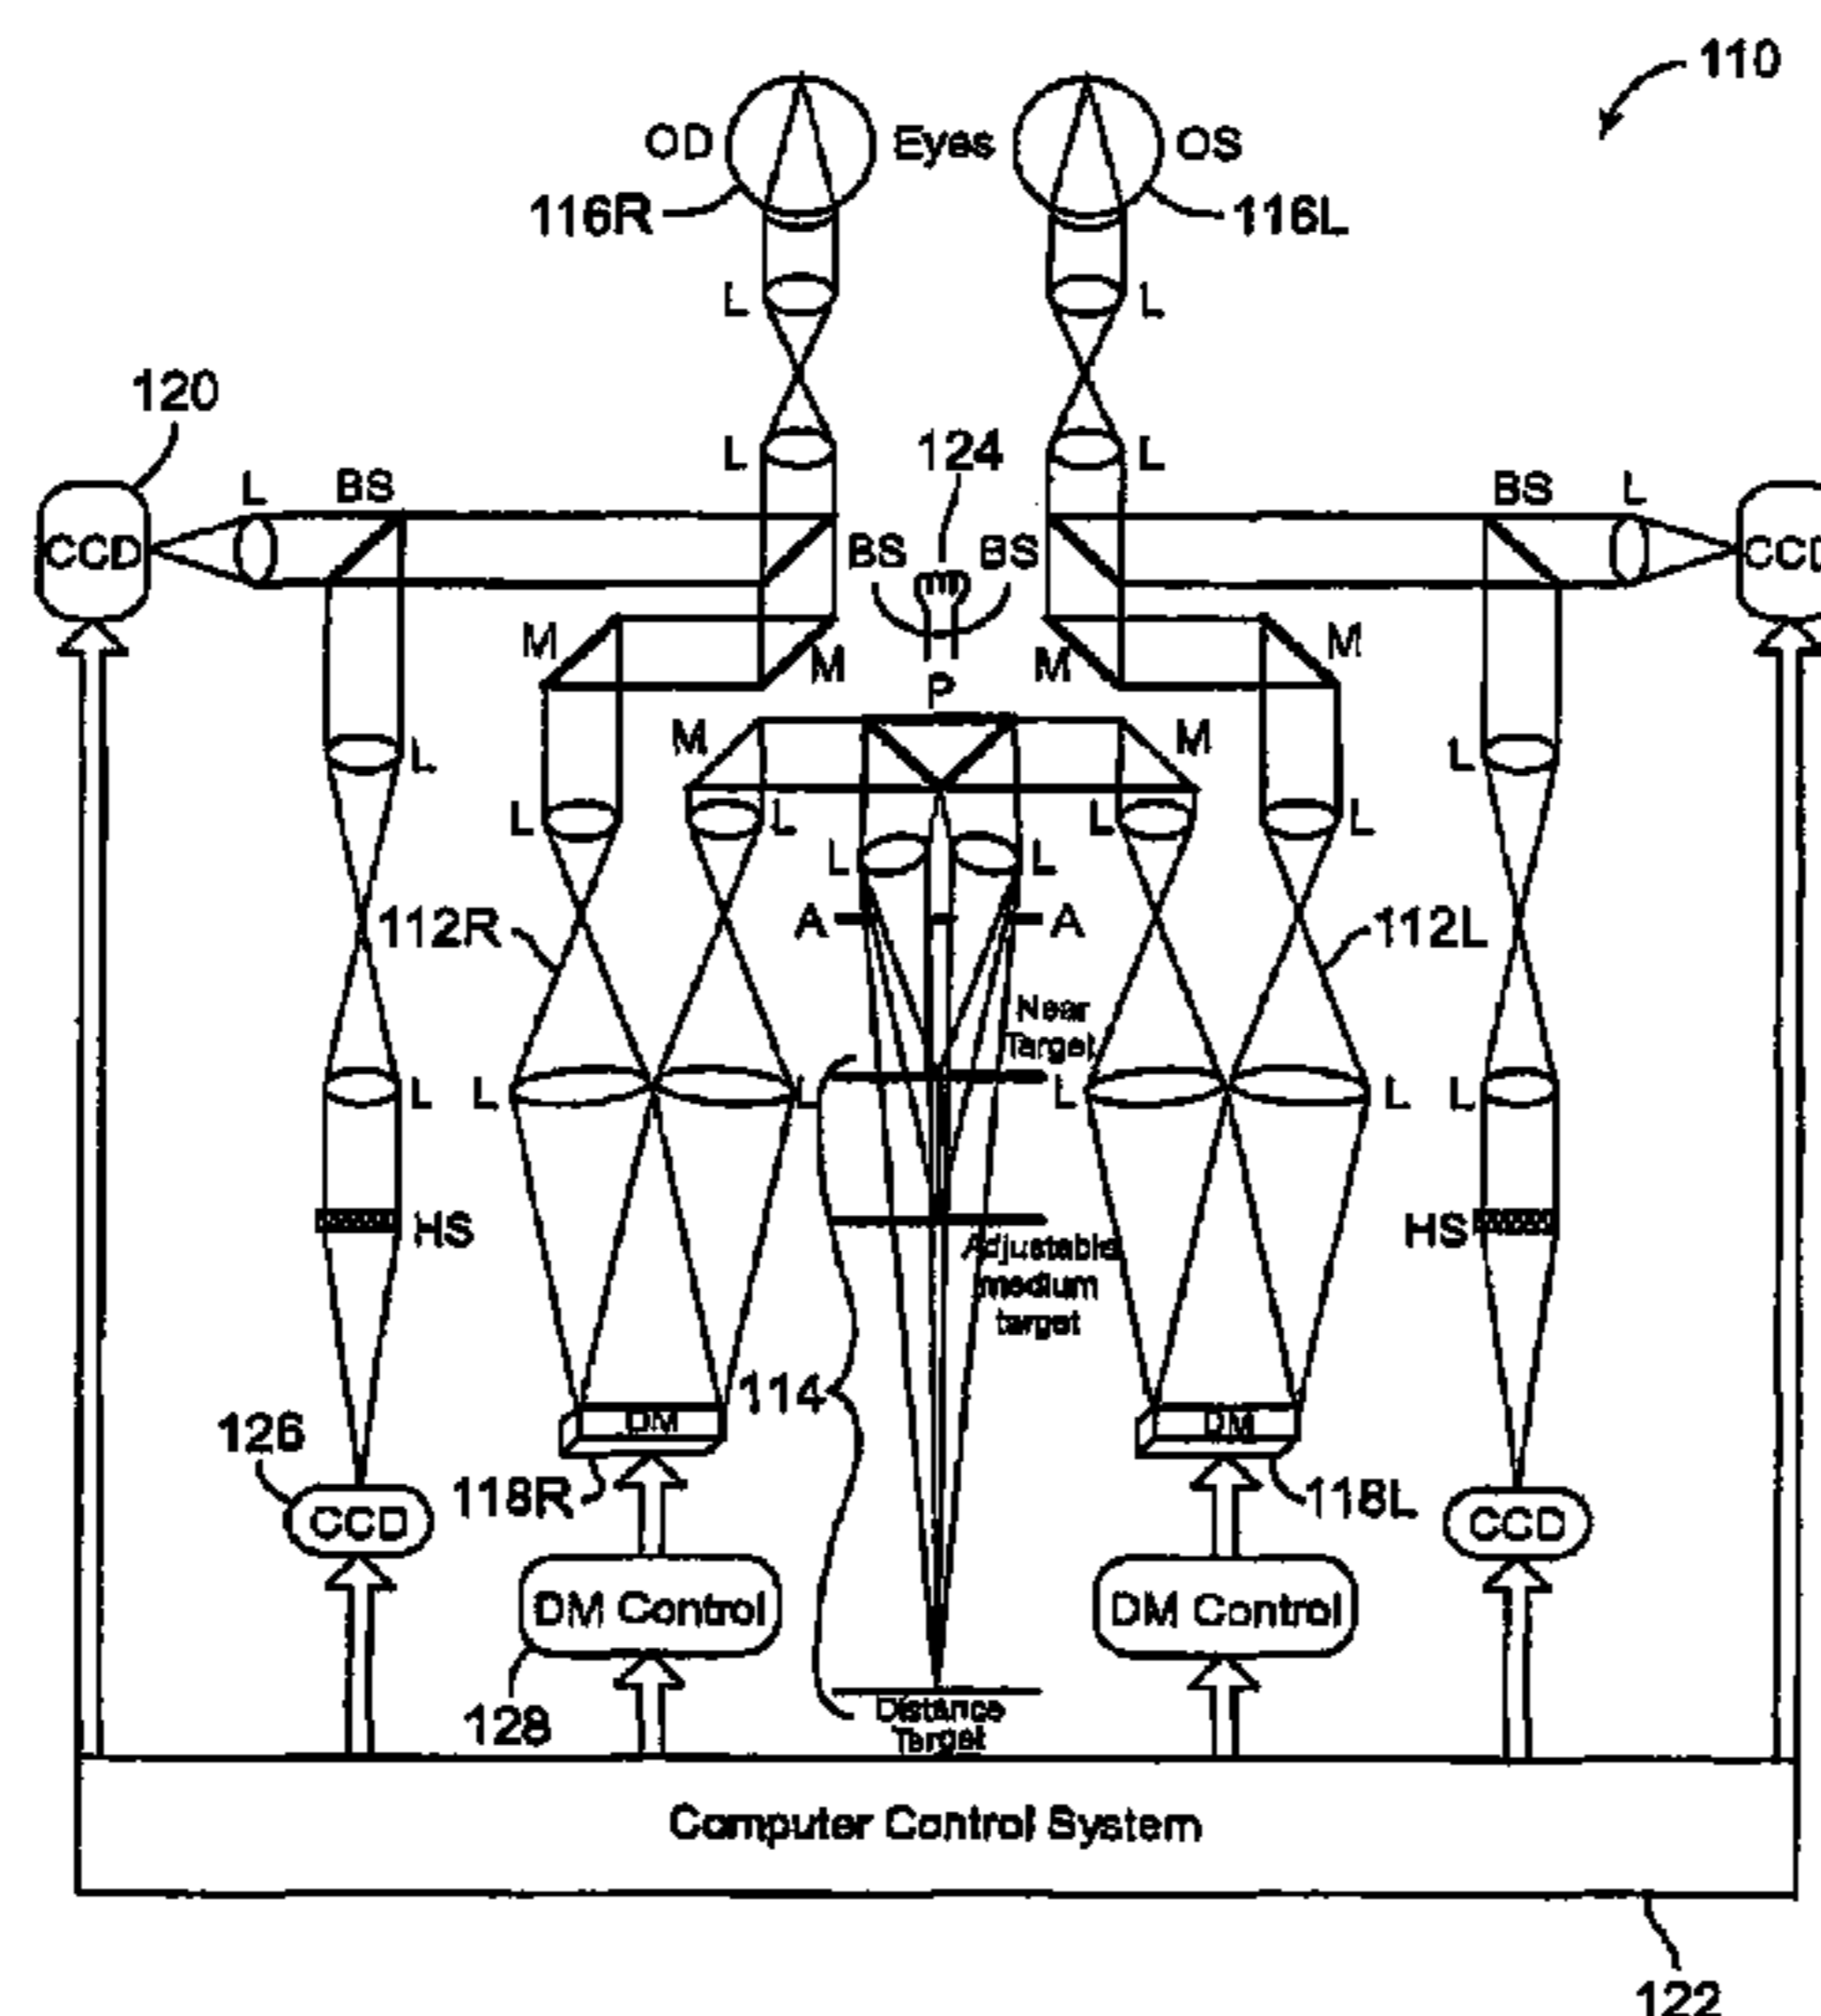 110
OD Eyes OS
116R 116L
L L
120
L L
124
L BS BS L
CCD BS BS CCD
M M M M
P
M M
L L
L L L L
L L
A A
112R 112L
Near
Target
L L L L L L
HS HS
Adjustable
medium
target
114
126 DM DM
118R 118L
CCD CCD
DM Control DM Control
128
Distance
Target
Computer Control System
122